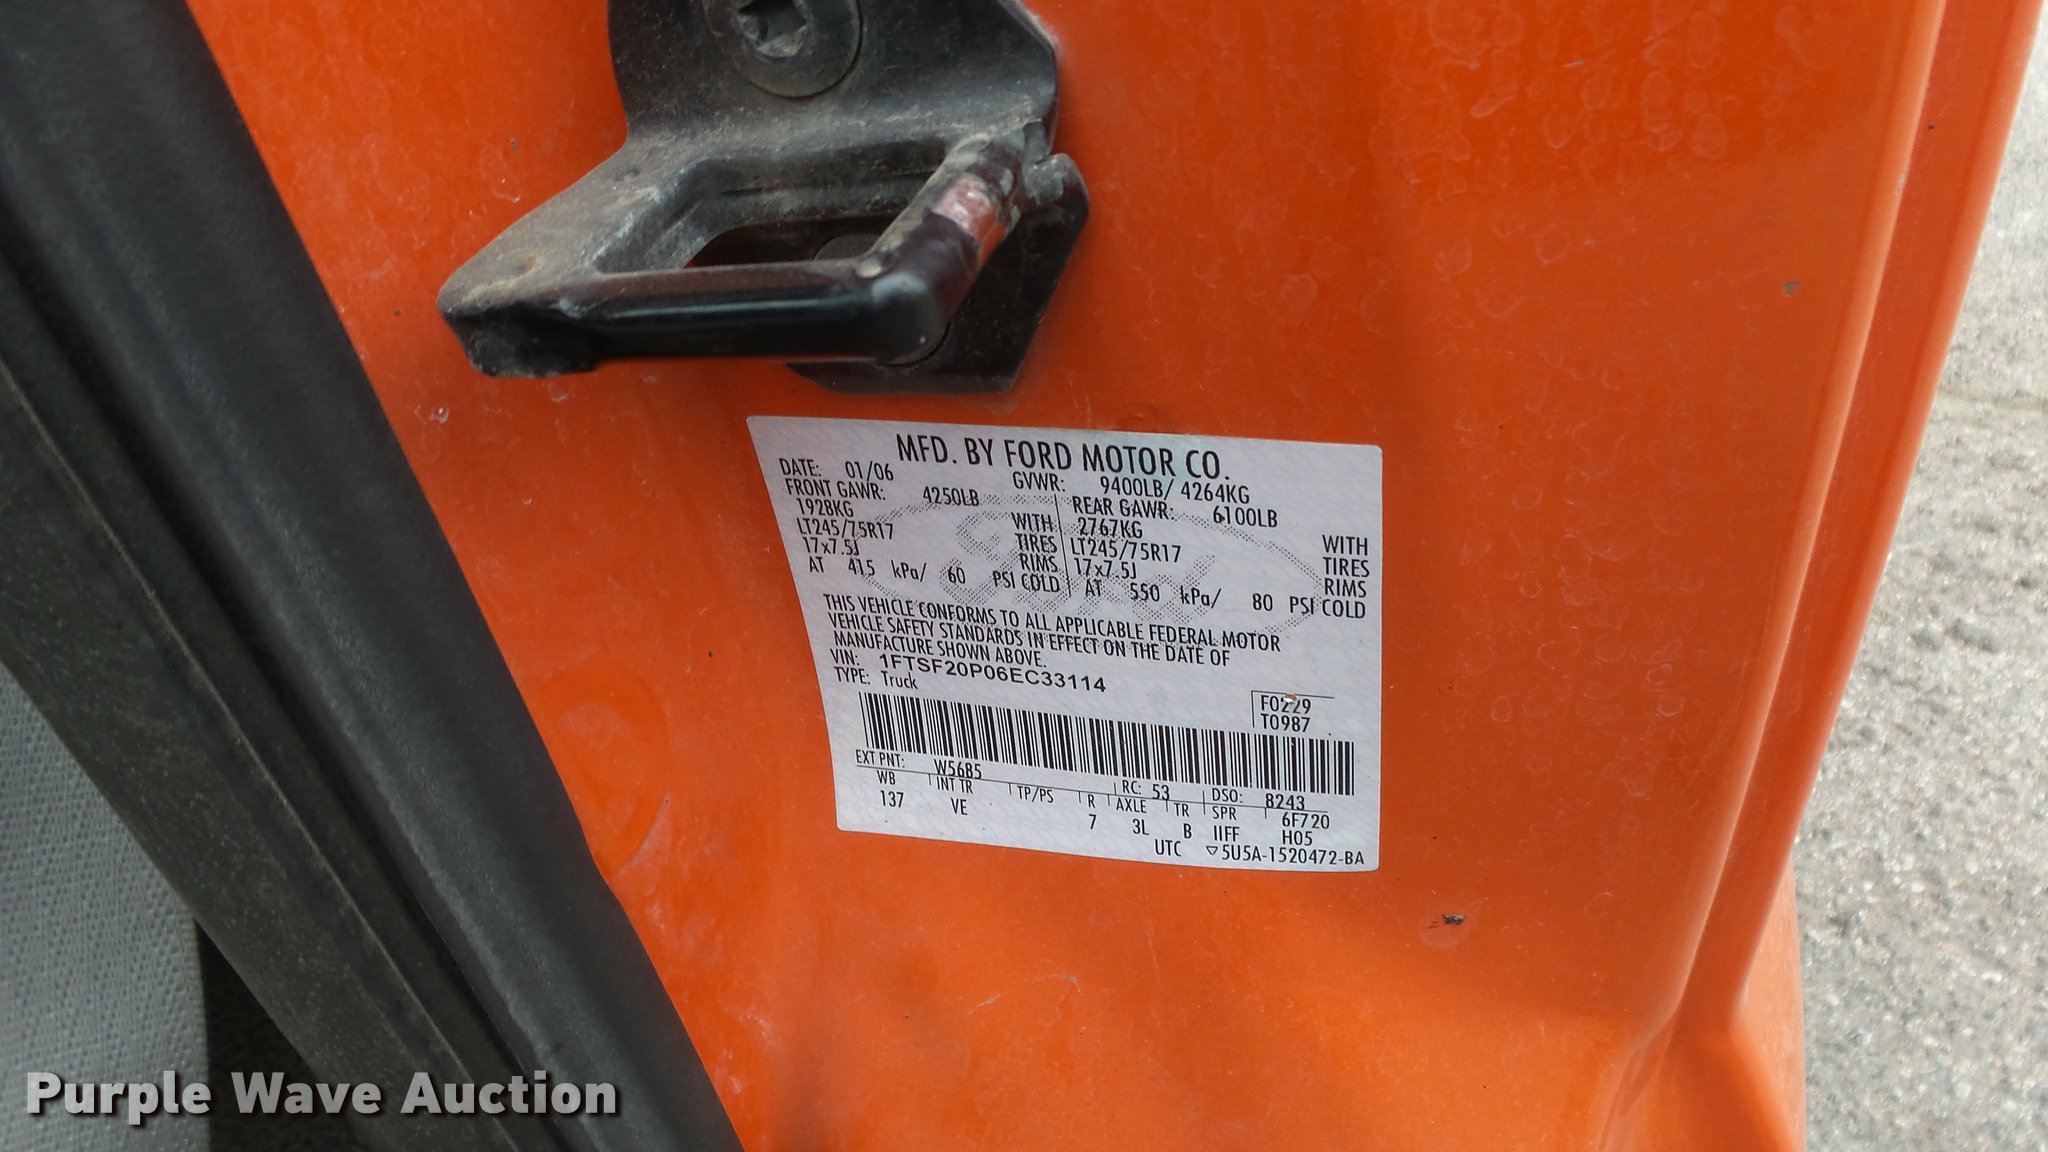 MFD. BY FORD MOTOR CO.
DATE: 01/06 GVWR: 9400LB/ 4264KG
FRONT GAWR: 4250LB REAR GAWR: 6100LB
1928KG WITH 2767KG WITH
LT245/75R17 TIRES LT245/75R17 TIRES
17x7.5J RIMS 17x7.5J RIMS
AT 415 kPa/ 60 PSI COLD AT 550 kPa/ 80 PSI COLD
THIS VEHICLE CONFORMS TO ALL APPLICABLE FEDERAL MOTOR
VEHICLE SAFETY STANDARDS IN EFFECT ON THE DATE OF
MANUFACTURE SHOWN ABOVE.
VIN: 1FTSF20P06EC33114
TYPE: Truck
F0229
T0987
EXT PNT: W56B5 RC: 53 DSO: 8243
WB INT TR TP/PS R AXLE TR SPR 6F720
137 VE 7 3L B IIFF H05
UTC ▽5U5A-1520472-BA
Purple Wave Auction